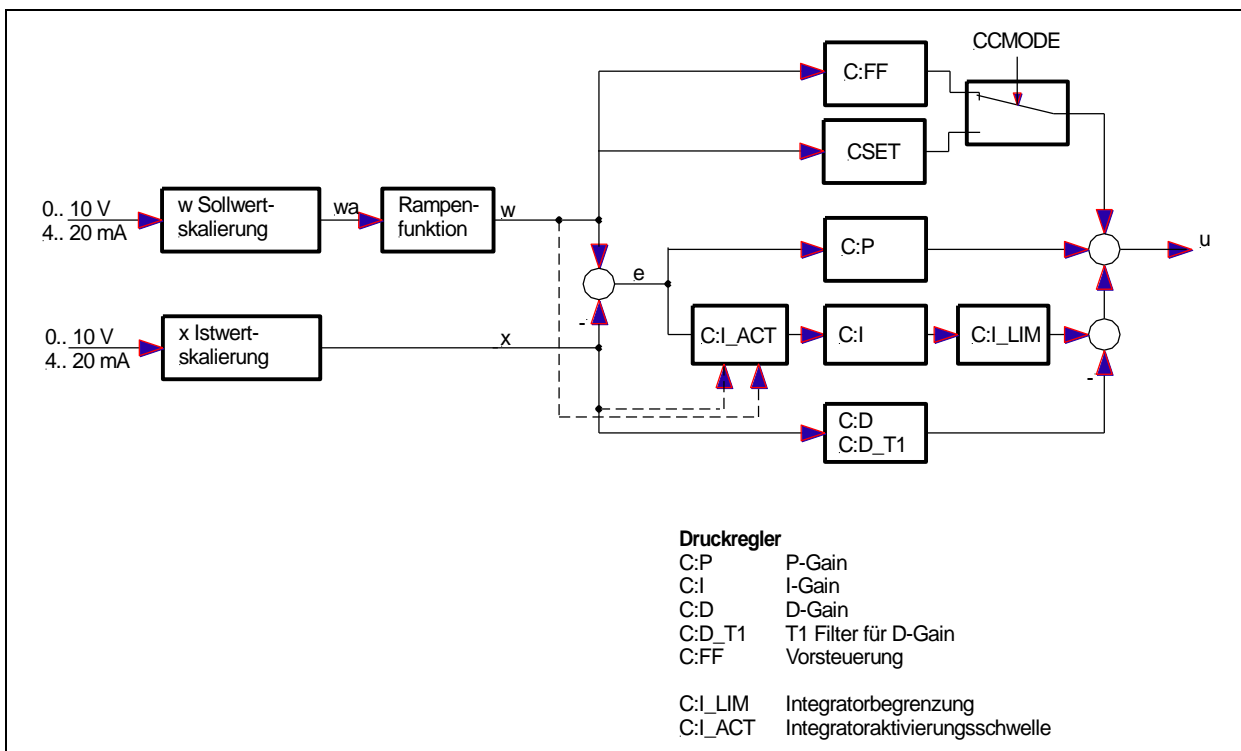 CCMODE
C:FF
CSET
0.. 10 V
4.. 20 mA
w Sollwert-
skalierung
wa
Rampen-
funktion
w
C:P
u
e
-
0.. 10 V
4.. 20 mA
x Istwert-
skalierung
x
C:I_ACT
C:I
C:I_LIM
-
C:D
C:D_T1
Druckregler
C:P P-Gain
C:I I-Gain
C:D D-Gain
C:D_T1 T1 Filter für D-Gain
C:FF Vorsteuerung
C:I_LIM Integratorbegrenzung
C:I_ACT Integratoraktivierungsschwelle